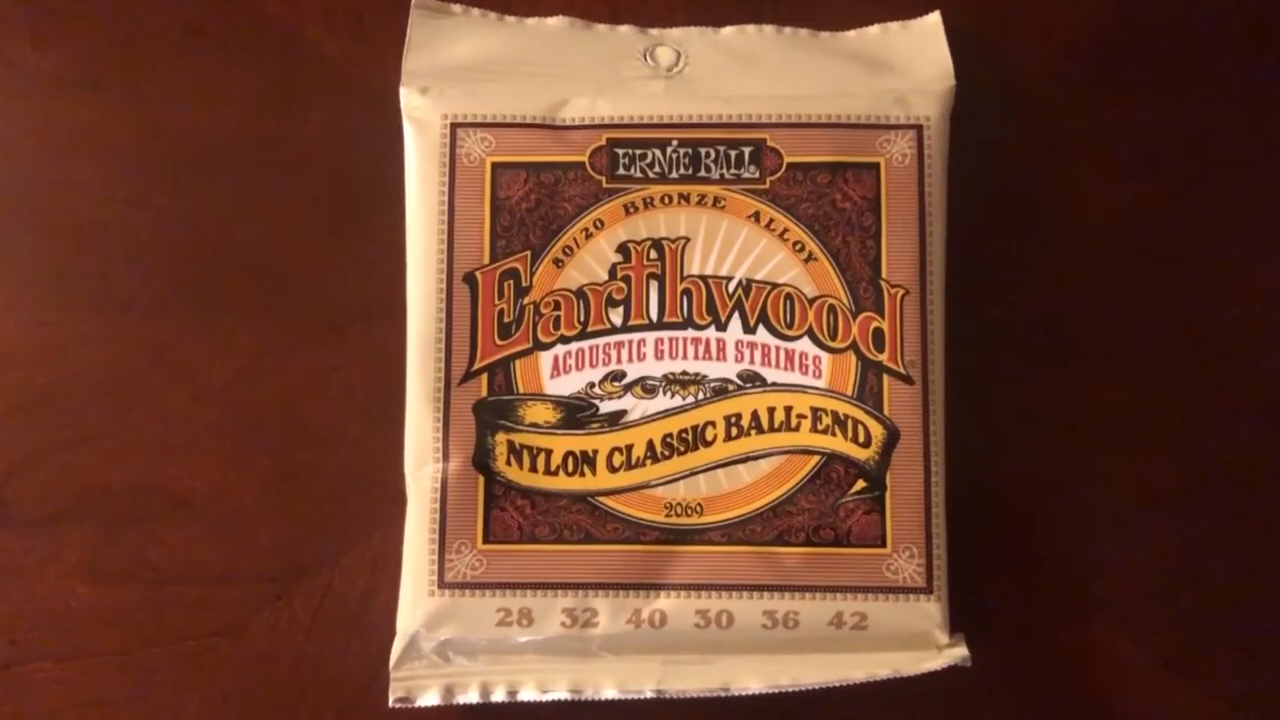 ERNIE BALL®
80/20 BRONZE ALLOY
Earthwood
ACOUSTIC GUITAR STRINGS
NYLON CLASSIC BALL-END
2069
28 32 40 30 36 42